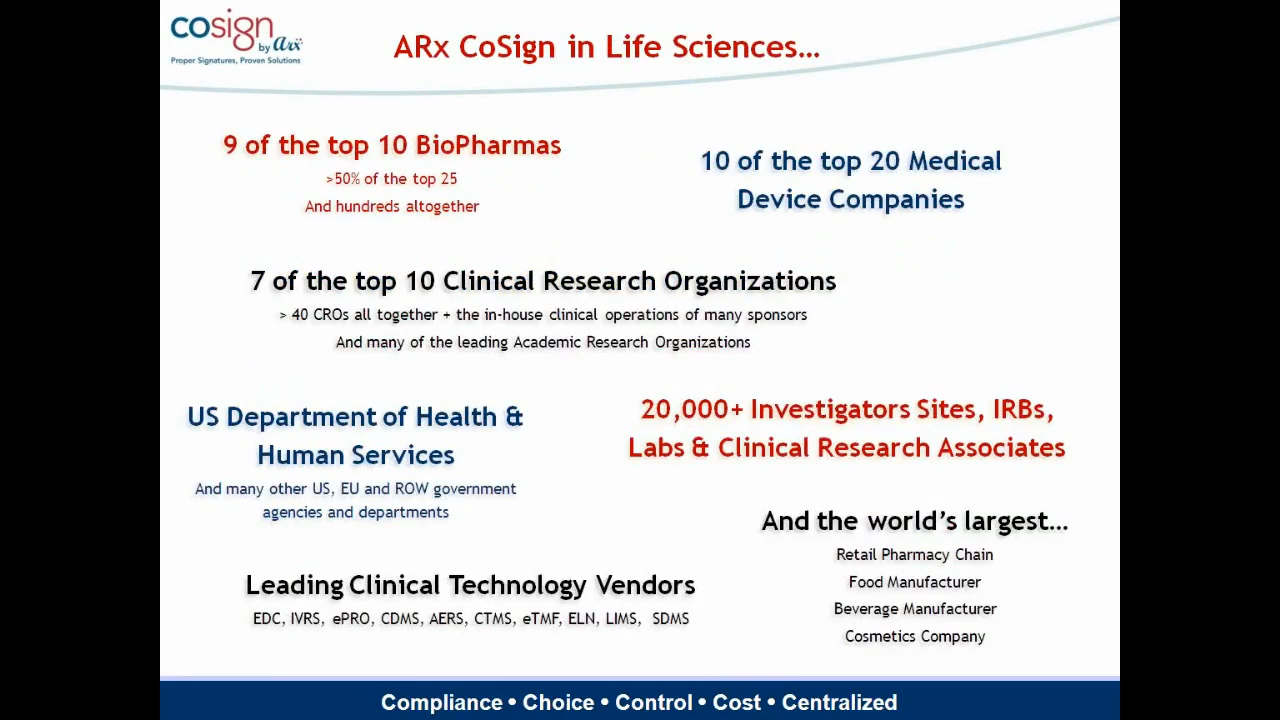 cosign
by arx
Proper Signatures, Proven Solutions
ARx CoSign in Life Sciences...
9 of the top 10 BioPharmas
>50% of the top 25
And hundreds altogether
10 of the top 20 Medical
Device Companies
7 of the top 10 Clinical Research Organizations
> 40 CROs all together + the in-house clinical operations of many sponsors
And many of the leading Academic Research Organizations
US Department of Health &
Human Services
And many other US, EU and ROW government
agencies and departments
20,000+ Investigators Sites, IRBs,
Labs & Clinical Research Associates
And the world's largest...
Retail Pharmacy Chain
Food Manufacturer
Beverage Manufacturer
Cosmetics Company
Leading Clinical Technology Vendors
EDC, IVRS, ePRO, CDMS, AERS, CTMS, eTMF, ELN, LIMS, SDMS
Compliance • Choice • Control • Cost • Centralized